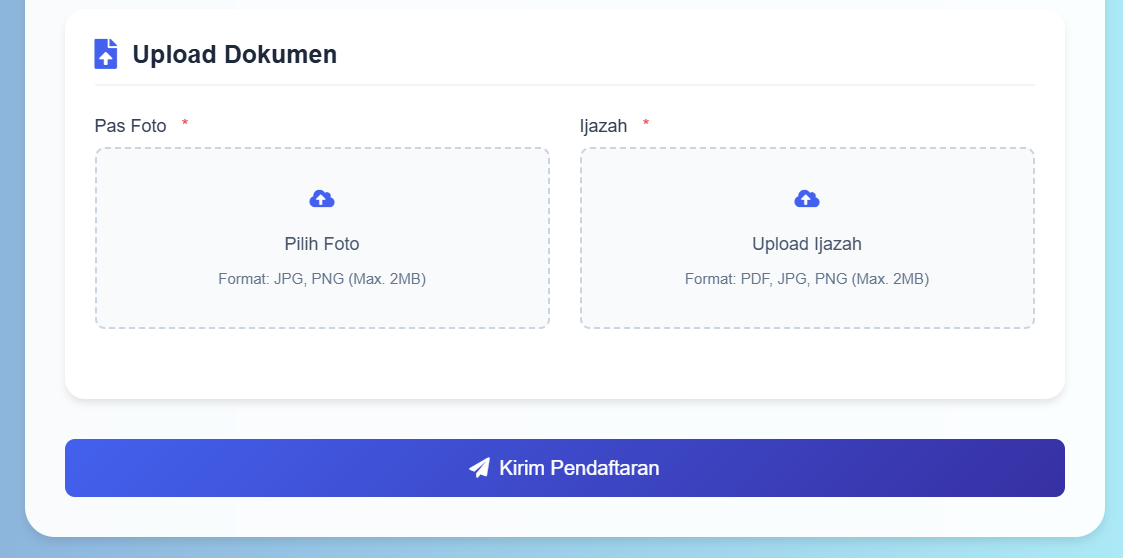 Upload Dokumen
Pas Foto *
Ijazah *
Pilih Foto
Upload Ijazah
Format: JPG, PNG (Max. 2MB)
Format: PDF, JPG, PNG (Max. 2MB)
Kirim Pendaftaran